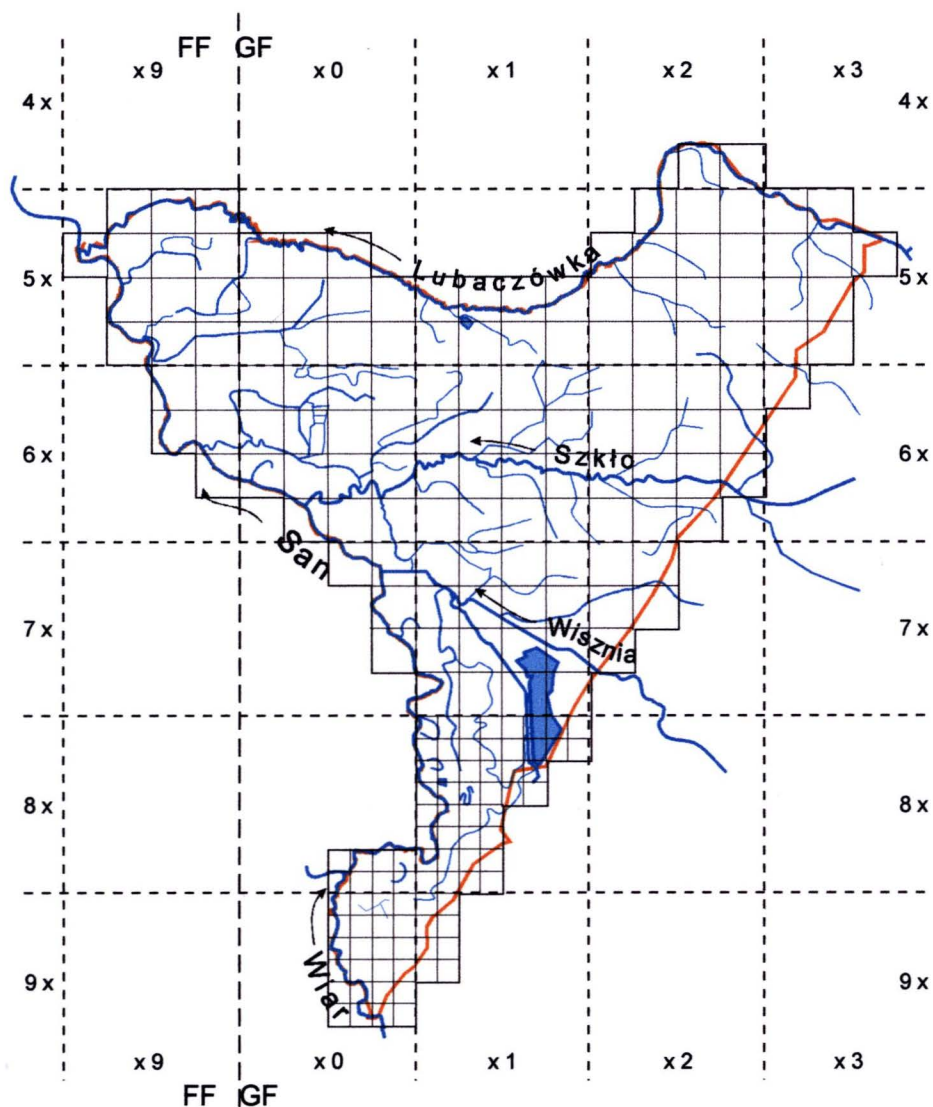 FF GF
x 9 x 0 x 1 x 2 x 3
4 x 4 x
Lubaczówka
5 x 5 x
Szkło
6 x 6 x
San
Wisznia
7 x 7 x
8 x 8 x
Wiar
9 x 9 x
x 9 x 0 x 1 x 2 x 3
FF GF